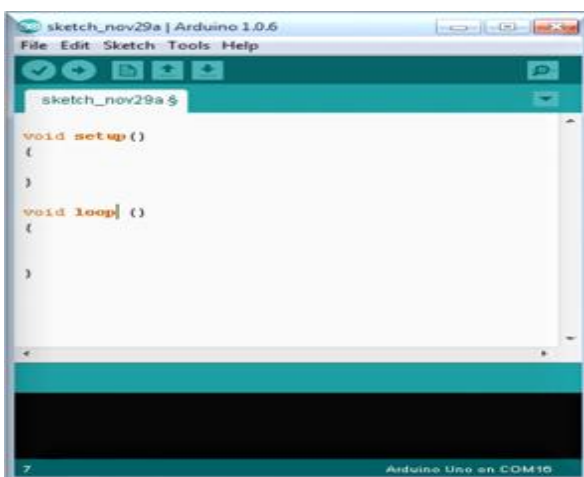 sketch_nov29a | Arduino 1.0.6
File Edit Sketch Tools Help
sketch_nov29a §
void setup()
{
}
void loop ()
{
}
7 Arduino Uno on COM16